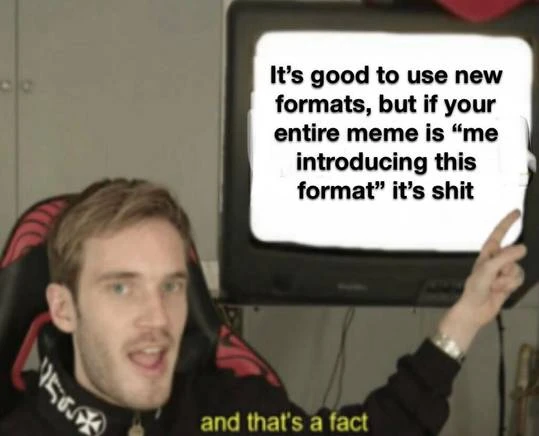 It's good to use new
formats, but if your
entire meme is “me
introducing this
format” it's shit
and that's a fact